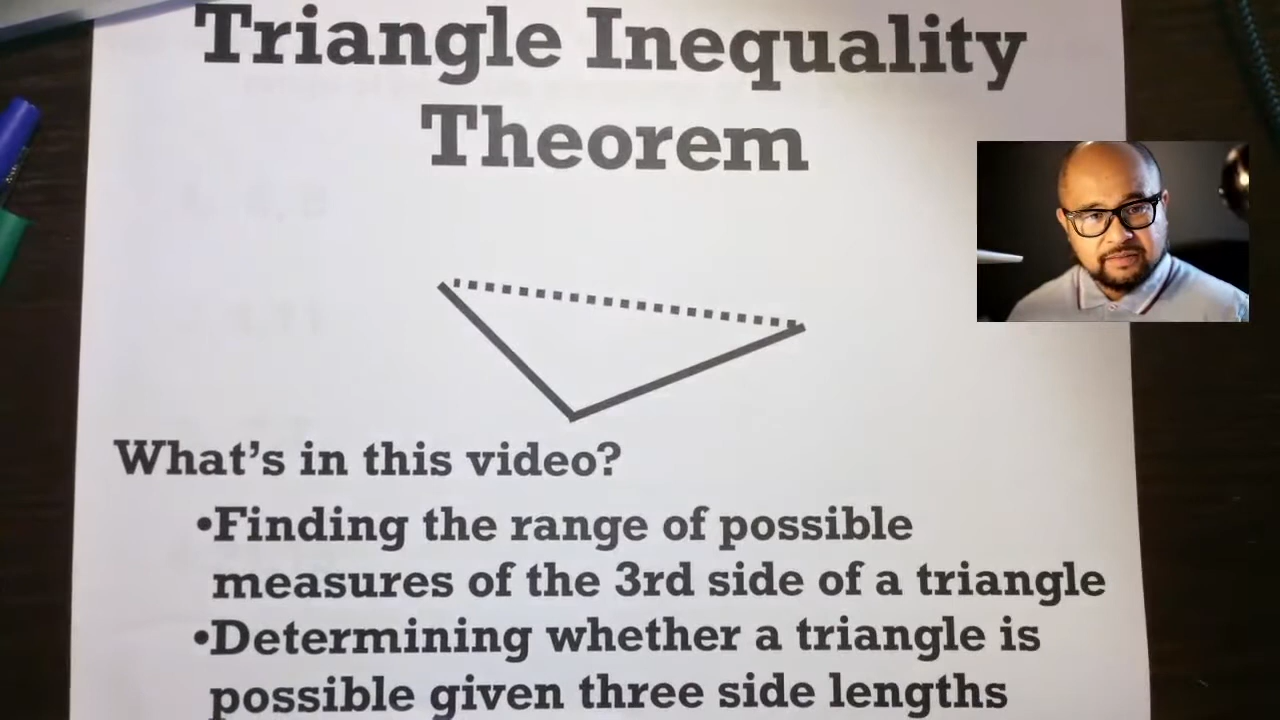 Triangle Inequality
Theorem
What's in this video?
•Finding the range of possible
measures of the 3rd side of a triangle
•Determining whether a triangle is
possible given three side lengths